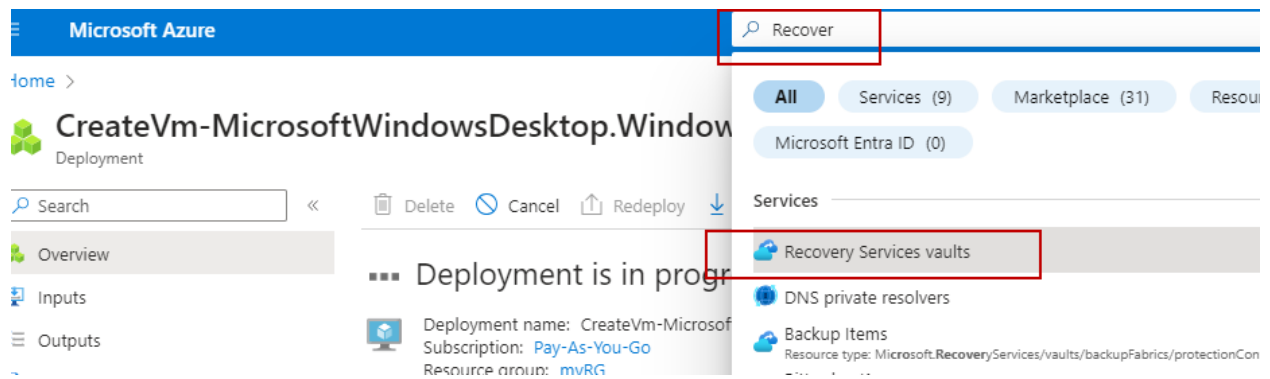 Microsoft Azure
Recover
Home >
All
Services (9)
Marketplace (31)
Microsoft Entra ID (0)
CreateVm-MicrosoftWindowsDesktop.Window
Deployment
Search
«
Delete
Cancel
Redeploy
Services
Overview
Recovery Services vaults
Deployment is in progr
Inputs
DNS private resolvers
Deployment name: CreateVm-Microsof
Subscription: Pay-As-You-Go
Resource group: myRG
Outputs
Backup Items
Resource type: Microsoft.RecoveryServices/vaults/backupFabrics/protectionCon